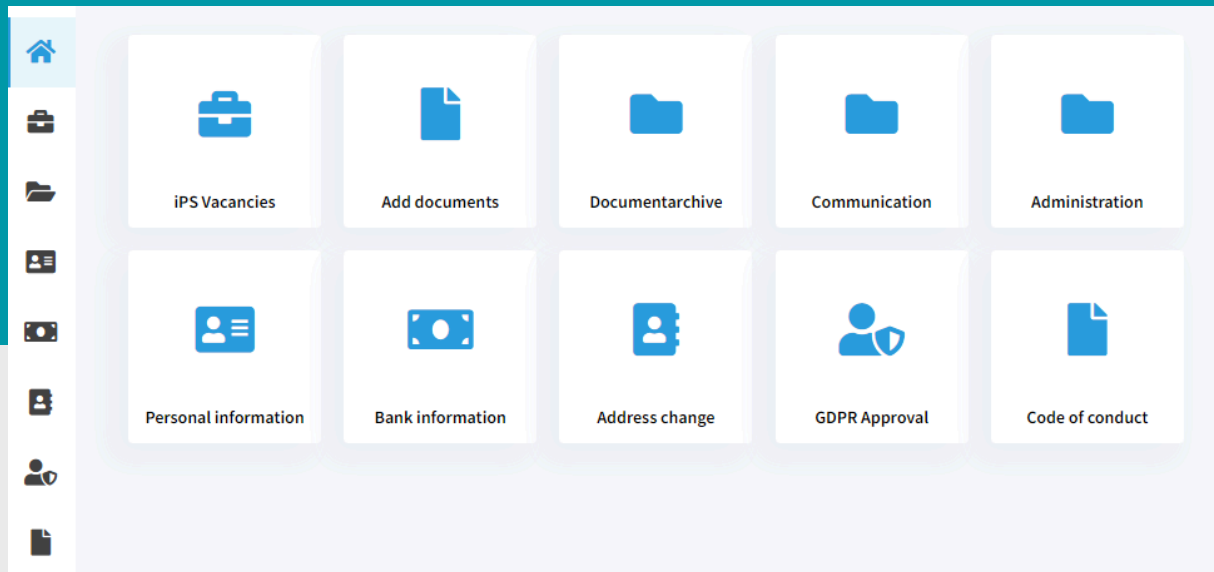 iPS Vacancies
Add documents
Documentarchive
Communication
Administration
Personal information
Bank information
Address change
GDPR Approval
Code of conduct